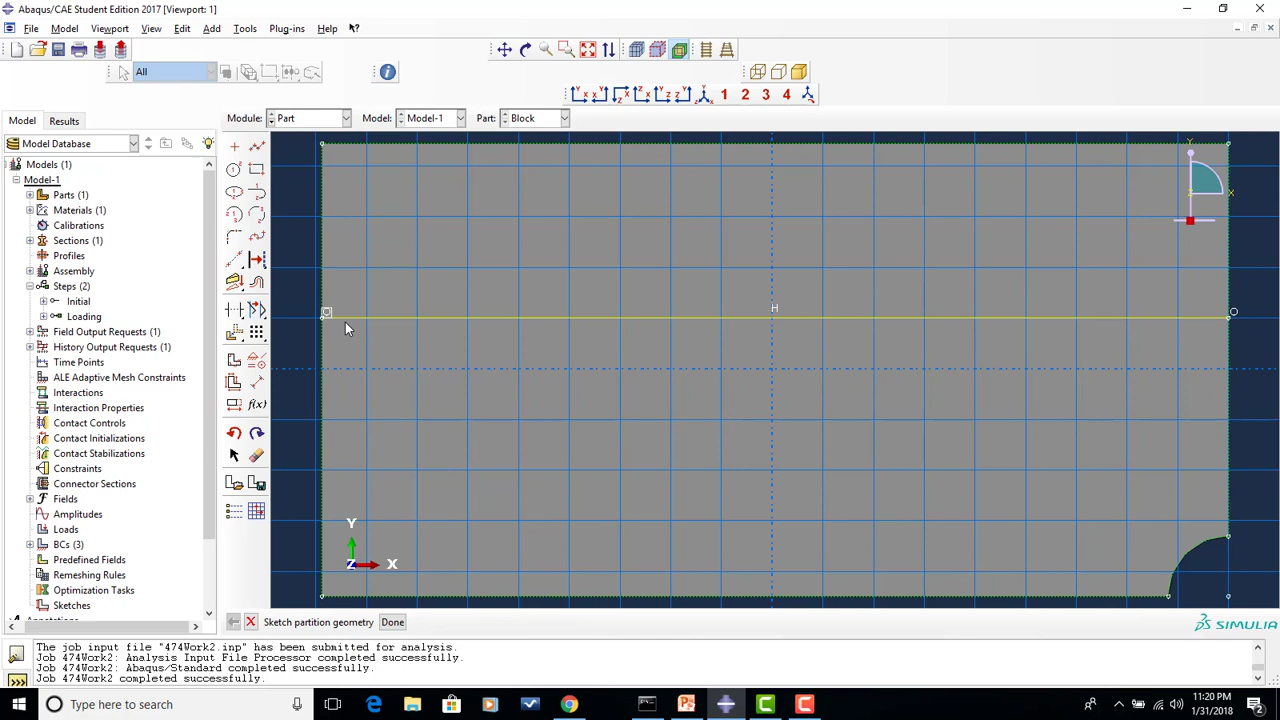 Abaqus/CAE Student Edition 2017 [Viewport: 1]
File Model Viewport View Edit Add Tools Plug-ins Help
All
1 2 3 4
Model Results Module: Part Model: Model-1 Part: Block
Model Database
Models (1)
Model-1
Parts (1)
Materials (1)
Calibrations
Sections (1)
Profiles
Assembly
Steps (2)
Initial
Loading
Field Output Requests (1)
History Output Requests (1)
Time Points
ALE Adaptive Mesh Constraints
Interactions
Interaction Properties
Contact Controls
Contact Initializations
Contact Stabilizations
Constraints
Connector Sections
Fields
Amplitudes
Loads
BCs (3)
Predefined Fields
Remeshing Rules
Optimization Tasks
Sketches
f(x)
H
Y
Z X
Sketch partition geometry Done
SIMULIA
The job input file "474Work2.inp" has been submitted for analysis.
Job 474Work2: Analysis Input File Processor completed successfully.
Job 474Work2: Abaqus/Standard completed successfully.
Job 474Work2 completed successfully.
Type here to search
11:20 PM
1/31/2018